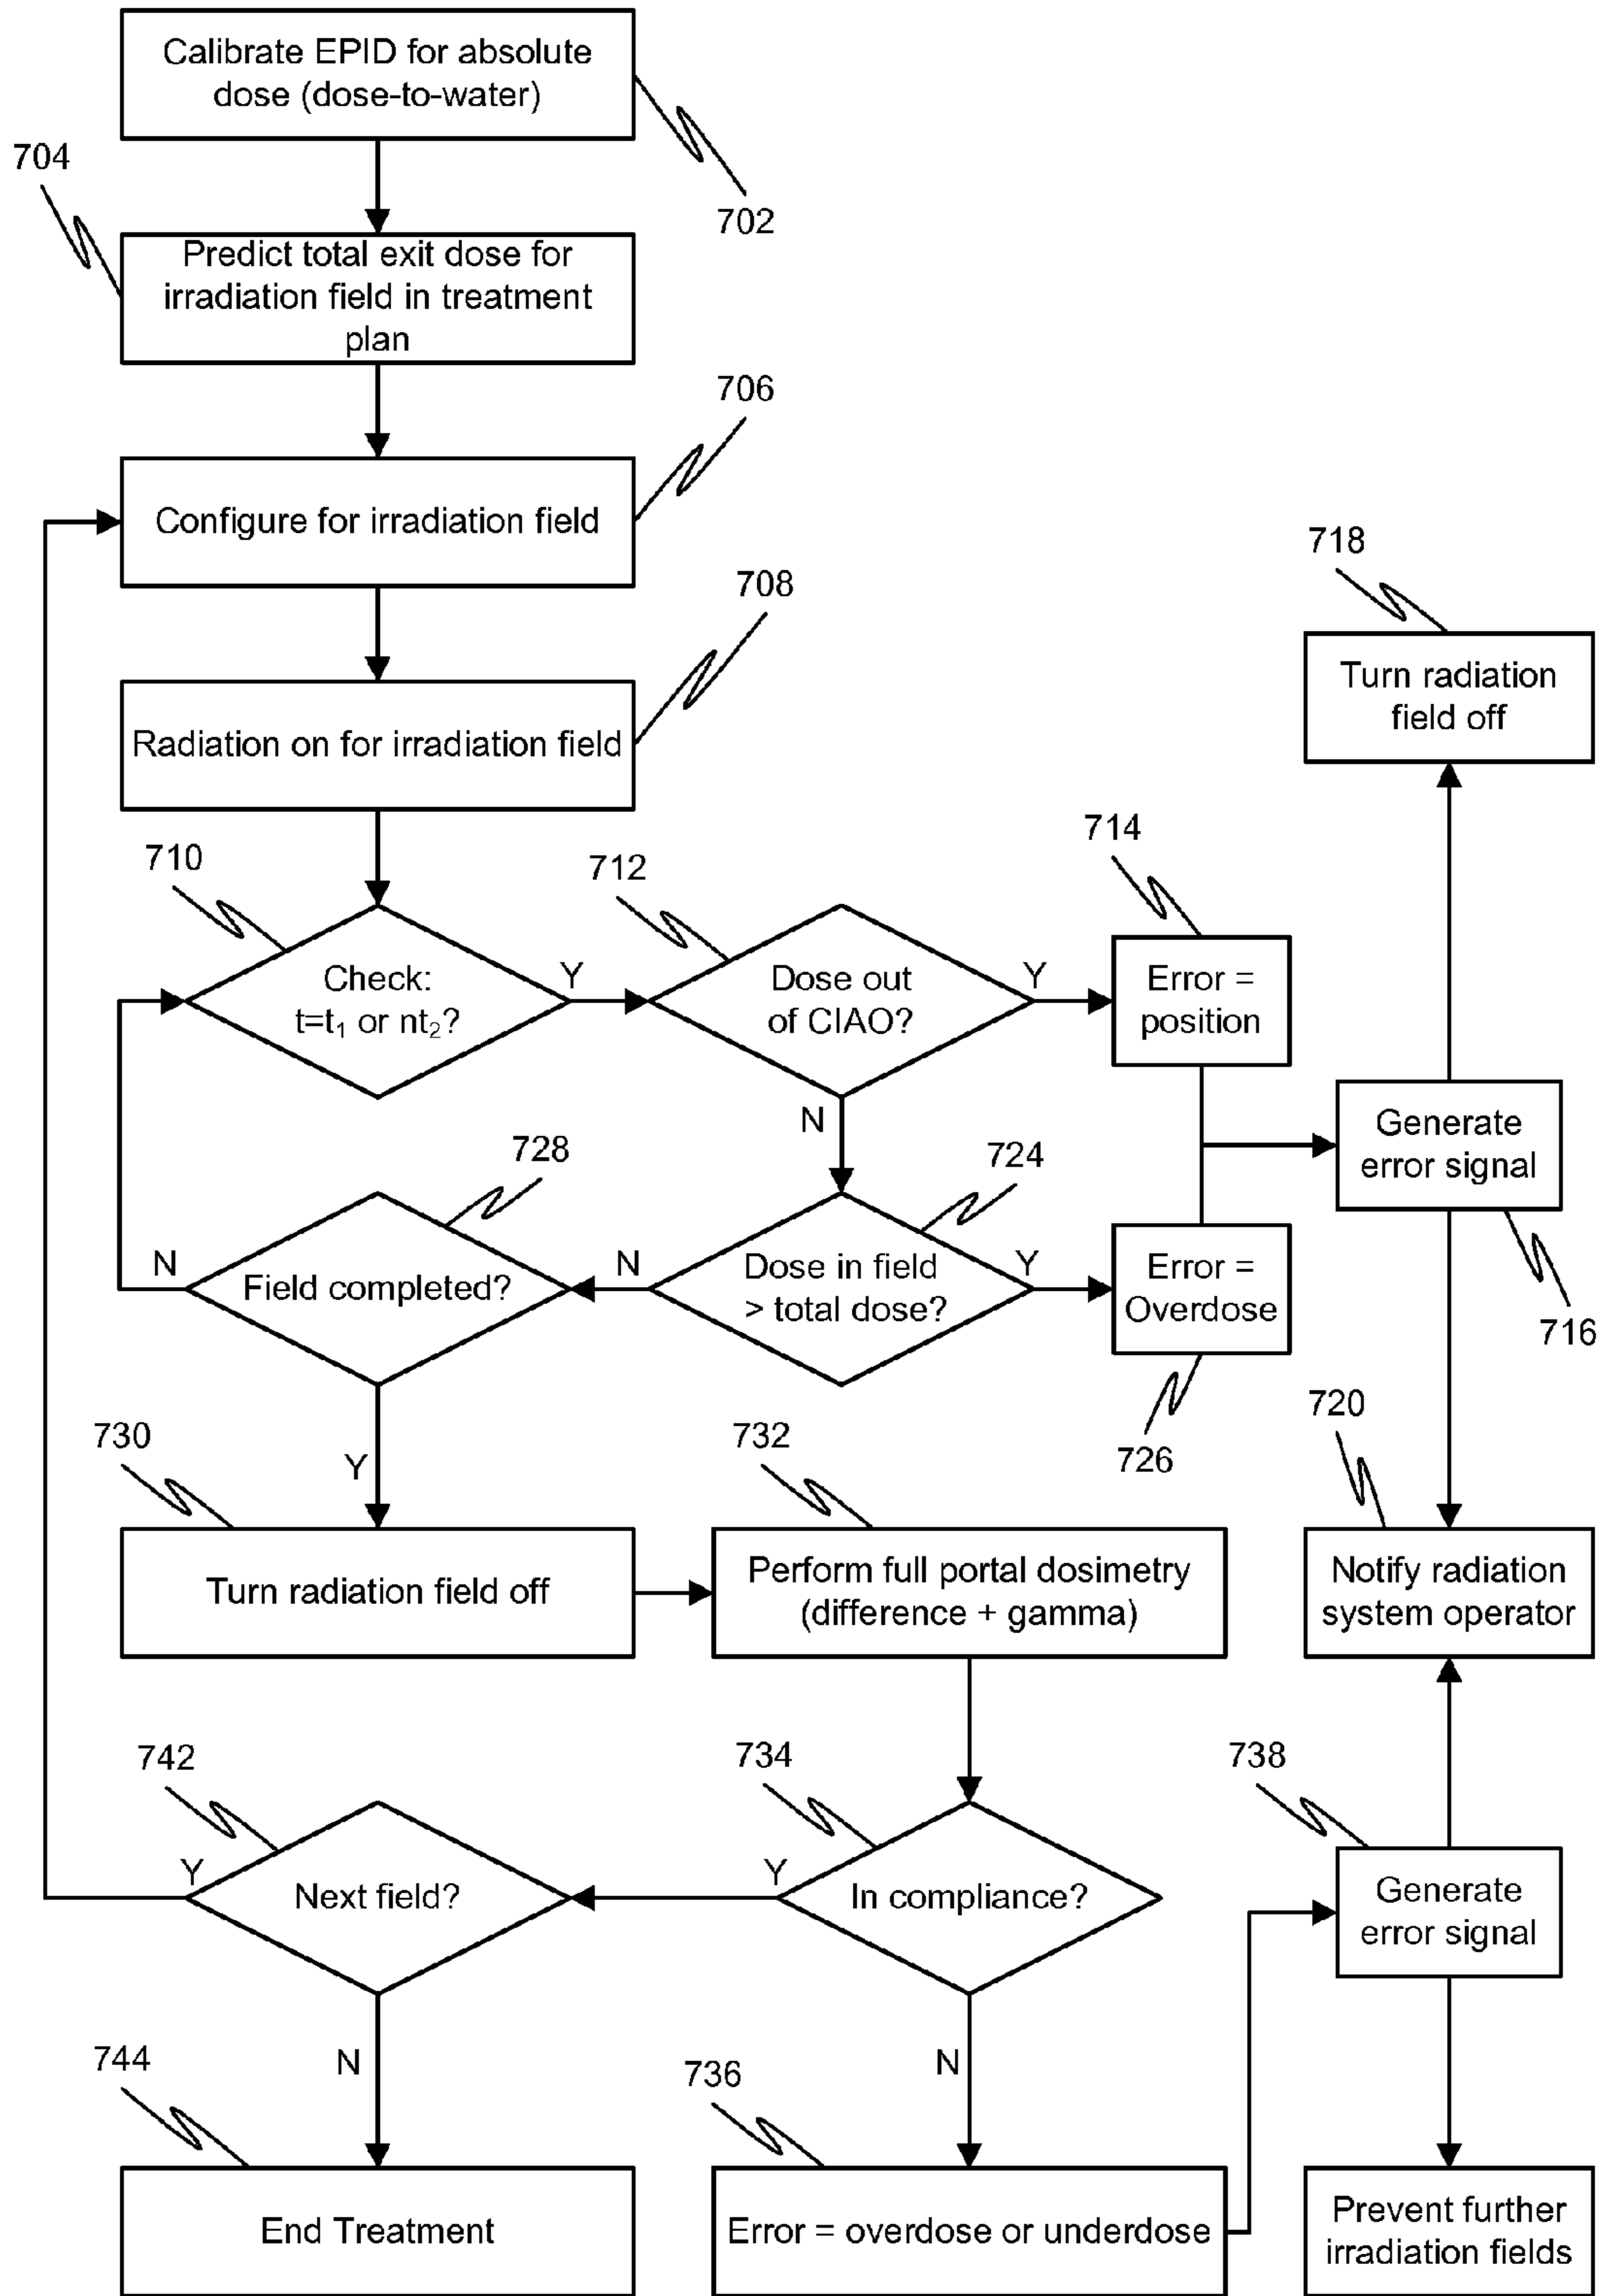 Calibrate EPID for absolute
dose (dose-to-water)
702
704
Predict total exit dose for
irradiation field in treatment
plan
706
Configure for irradiation field
708
Radiation on for irradiation field
718
Turn radiation
field off
710
Check:
t=t₁ or nt₂?
Y
712
Dose out
of CIAO?
Y
N
714
Error =
position
Generate
error signal
716
728
Field completed?
N
Y
724
Dose in field
> total dose?
N
Y
Error =
Overdose
726
720
Notify radiation
system operator
730
Turn radiation field off
732
Perform full portal dosimetry
(difference + gamma)
742
Next field?
Y
N
734
In compliance?
Y
N
738
Generate
error signal
744
End Treatment
736
Error = overdose or underdose
Prevent further
irradiation fields